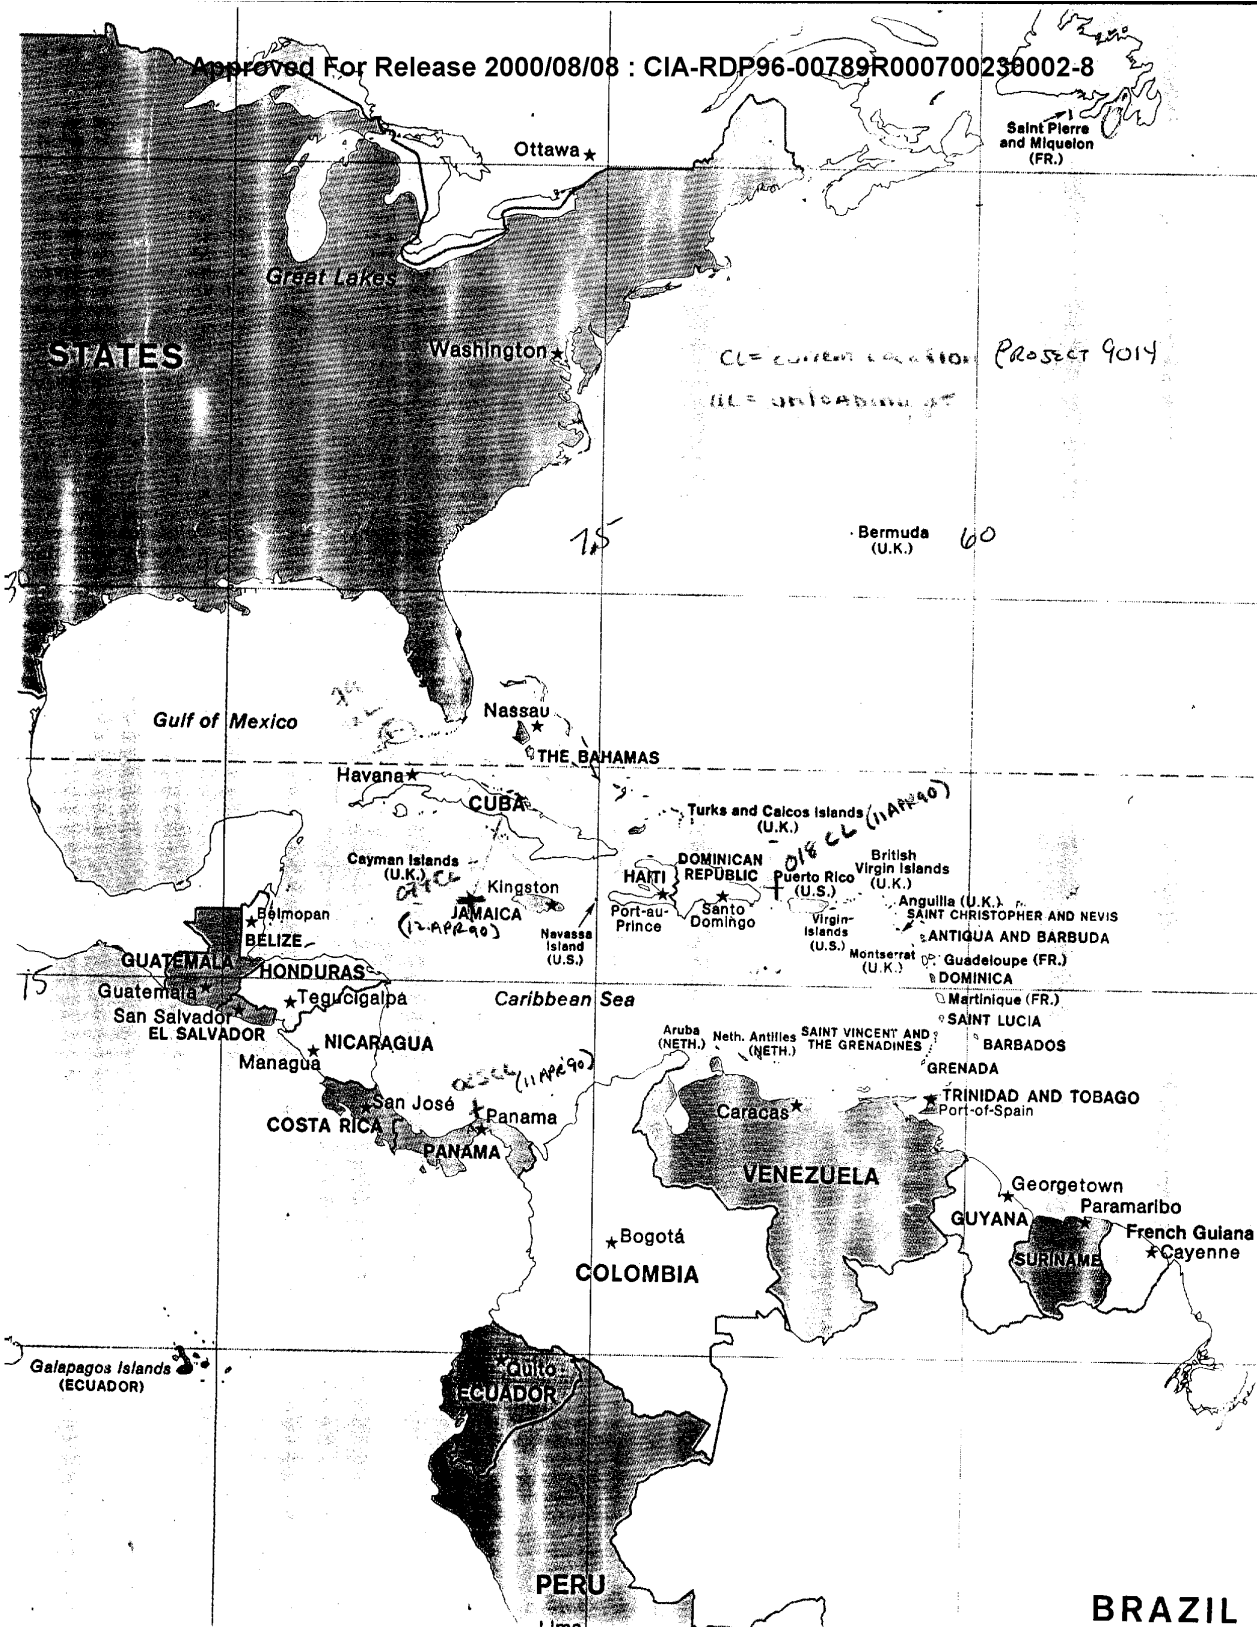 Approved For Release 2000/08/08 : CIA-RDP96-00789R000700230002-8
Saint Pierre
and Miquelon
(FR.)
Ottawa
Great Lakes
STATES
Washington
CL= current location PROJECT 9014
UL = unloading
75
Bermuda
(U.K.)
60
Gulf of Mexico
Nassau
THE BAHAMAS
Havana
CUBA
Turks and Caicos Islands
(U.K.)
018 CL (11 APR 90)
Cayman Islands
(U.K.)
CL
Kingston
JAMAICA
(12 APR 90)
Navassa
Island
(U.S.)
HAITI
Port-au-
Prince
DOMINICAN
REPUBLIC
Santo
Domingo
Puerto Rico
(U.S.)
British
Virgin Islands
(U.K.)
Virgin
Islands
(U.S.)
Anguilla (U.K.)
SAINT CHRISTOPHER AND NEVIS
ANTIGUA AND BARBUDA
Montserrat
(U.K.)
Guadeloupe (FR.)
DOMINICA
Martinique (FR.)
SAINT LUCIA
BARBADOS
SAINT VINCENT AND
THE GRENADINES
GRENADA
TRINIDAD AND TOBAGO
Port-of-Spain
Belmopan
BELIZE
GUATEMALA
Guatemala
HONDURAS
Tegucigalpa
San Salvador
EL SALVADOR
15
Caribbean Sea
NICARAGUA
Managua
Aruba
(NETH.)
Neth. Antilles
(NETH.)
CL (11 APR 90)
San José
COSTA RICA
Panama
PANAMA
Caracas
VENEZUELA
Georgetown
GUYANA
Paramaribo
SURINAME
French Guiana
Cayenne
Bogotá
COLOMBIA
Galapagos Islands
(ECUADOR)
Quito
ECUADOR
PERU
Lima
BRAZIL